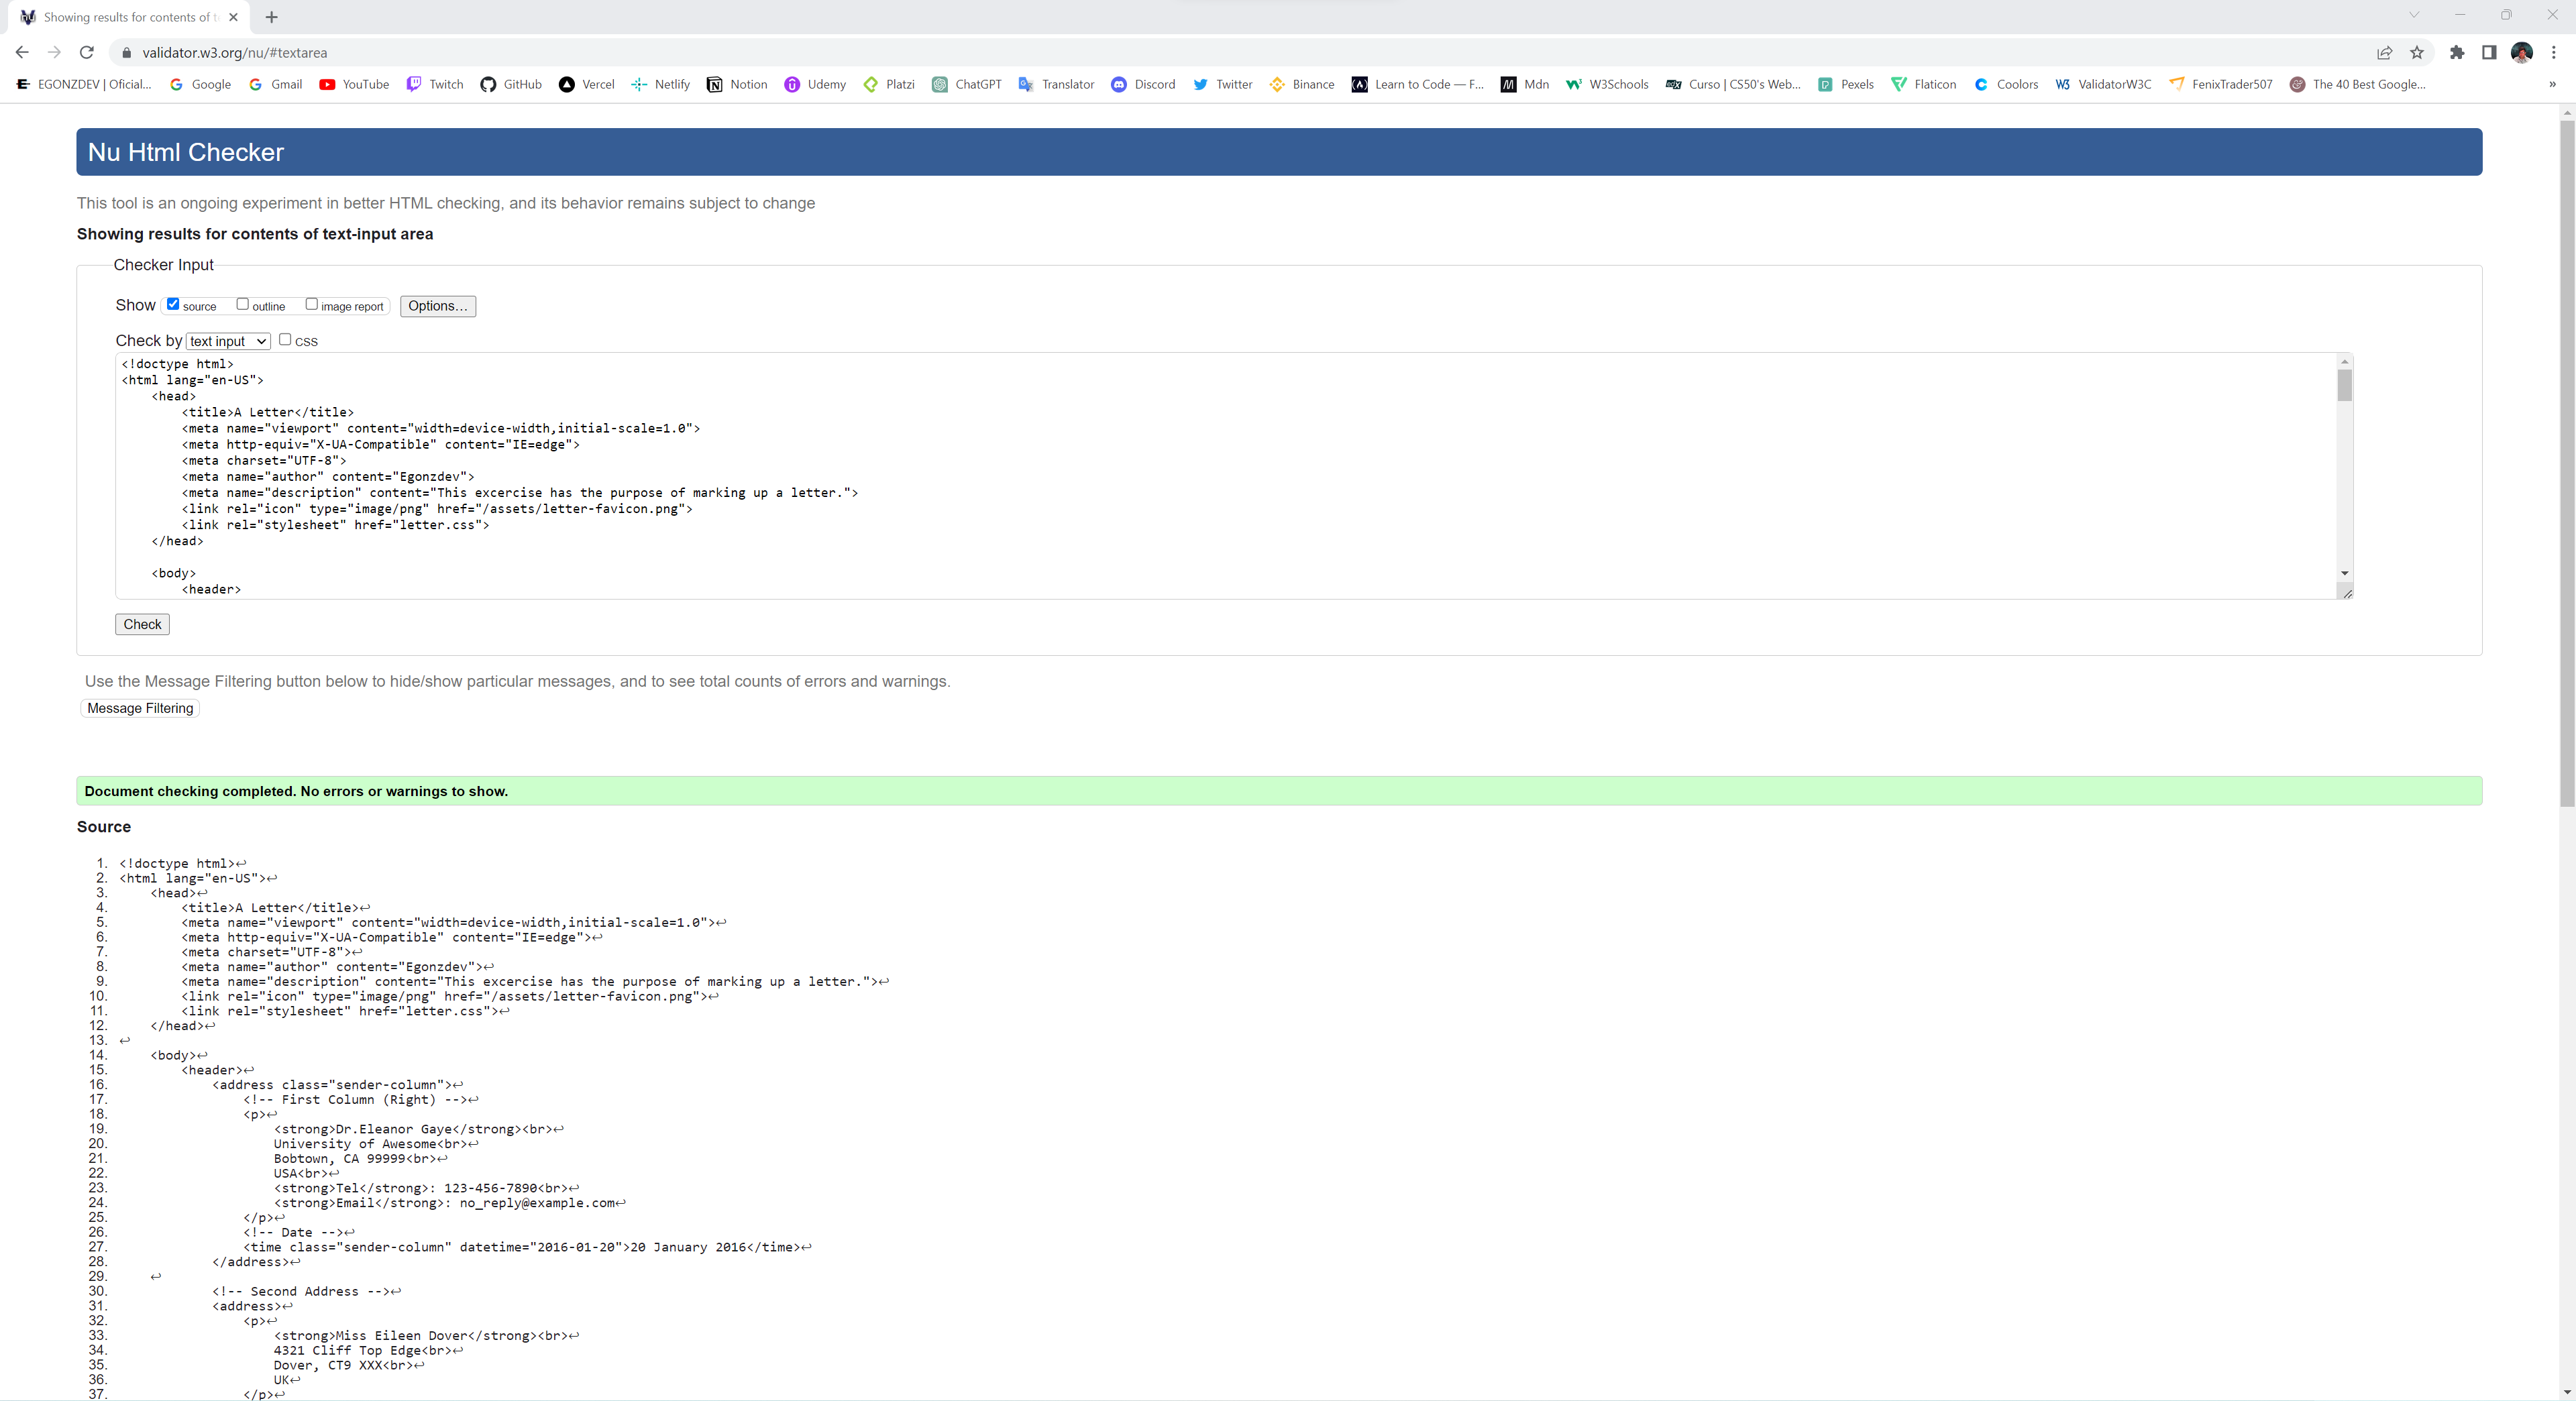 Showing results for contents of t
validator.w3.org/nu/#textarea
EGONZDEV | Oficial... Google Gmail YouTube Twitch GitHub Vercel Netlify Notion Udemy Platzi ChatGPT Translator Discord Twitter Binance Learn to Code — F... Mdn W3Schools Curso | CS50's Web... Pexels Flaticon Coolors ValidatorW3C FenixTrader507 The 40 Best Google... »
Nu Html Checker
This tool is an ongoing experiment in better HTML checking, and its behavior remains subject to change
Showing results for contents of text-input area
Checker Input
Show source outline image report Options...
Check by text input CSS
<!doctype html>
<html lang="en-US">
<head>
<title>A Letter</title>
<meta name="viewport" content="width=device-width,initial-scale=1.0">
<meta http-equiv="X-UA-Compatible" content="IE=edge">
<meta charset="UTF-8">
<meta name="author" content="Egonzdev">
<meta name="description" content="This excercise has the purpose of marking up a letter.">
<link rel="icon" type="image/png" href="/assets/letter-favicon.png">
<link rel="stylesheet" href="letter.css">
</head>
<body>
<header>
Check
Use the Message Filtering button below to hide/show particular messages, and to see total counts of errors and warnings.
Message Filtering
Document checking completed. No errors or warnings to show.
Source
1. <!doctype html>↩
2. <html lang="en-US">↩
3. <head>↩
4. <title>A Letter</title>↩
5. <meta name="viewport" content="width=device-width,initial-scale=1.0">↩
6. <meta http-equiv="X-UA-Compatible" content="IE=edge">↩
7. <meta charset="UTF-8">↩
8. <meta name="author" content="Egonzdev">↩
9. <meta name="description" content="This excercise has the purpose of marking up a letter.">↩
10. <link rel="icon" type="image/png" href="/assets/letter-favicon.png">↩
11. <link rel="stylesheet" href="letter.css">↩
12. </head>↩
13. ↩
14. <body>↩
15. <header>↩
16. <address class="sender-column">↩
17. <!-- First Column (Right) -->↩
18. <p>↩
19. <strong>Dr.Eleanor Gaye</strong><br>↩
20. University of Awesome<br>↩
21. Bobtown, CA 99999<br>↩
22. USA<br>↩
23. <strong>Tel</strong>: 123-456-7890<br>↩
24. <strong>Email</strong>: no_reply@example.com↩
25. </p>↩
26. <!-- Date -->↩
27. <time class="sender-column" datetime="2016-01-20">20 January 2016</time>↩
28. </address>↩
29. ↩
30. <!-- Second Address -->↩
31. <address>↩
32. <p>↩
33. <strong>Miss Eileen Dover</strong><br>↩
34. 4321 Cliff Top Edge<br>↩
35. Dover, CT9 XXX<br>↩
36. UK↩
37. </p>↩